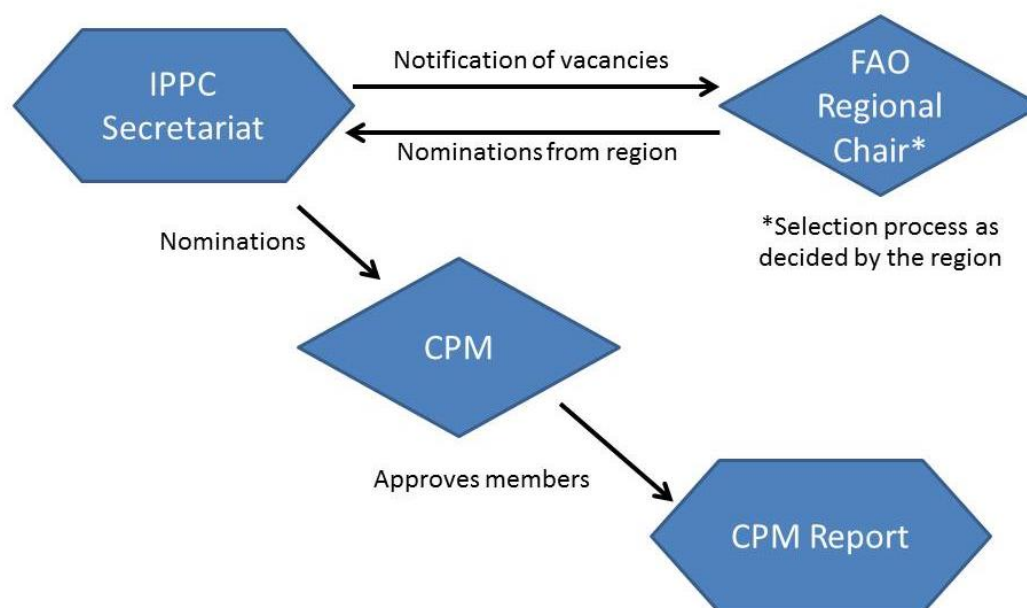 IPPC
Secretariat
Notification of vacancies
Nominations from region
FAO
Regional
Chair*
*Selection process as
decided by the region
Nominations
CPM
Approves members
CPM Report